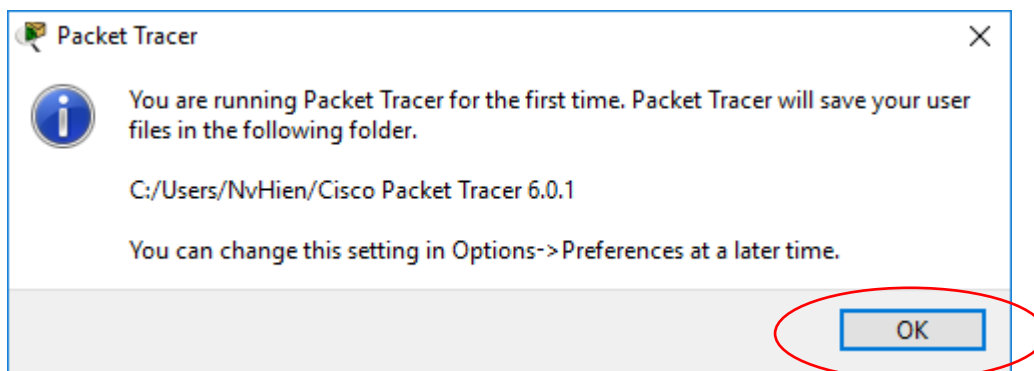 Packet Tracer
You are running Packet Tracer for the first time. Packet Tracer will save your user
files in the following folder.
C:/Users/NvHien/Cisco Packet Tracer 6.0.1
You can change this setting in Options->Preferences at a later time.
OK